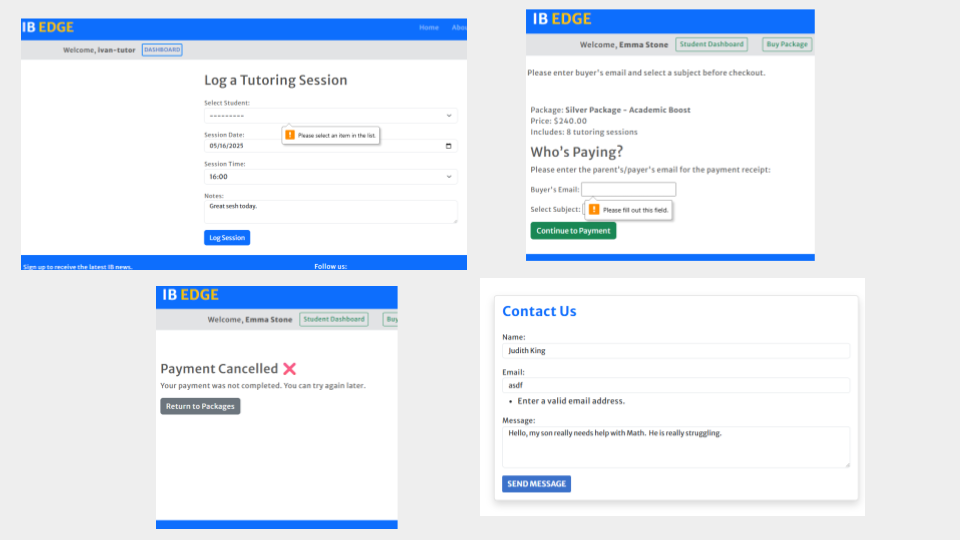 IB EDGE
Home Abou
Welcome, Ivan-tutor DASHBOARD
Log a Tutoring Session
Select Student:
---------
Please select an item in the list.
Session Date:
05/16/2025
Session Time:
16:00
Notes:
Great sesh today.
Log Session
Sign up to receive the latest IB news. Follow us:
IB EDGE
Welcome, Emma Stone Student Dashboard Buy Package
Please enter buyer's email and select a subject before checkout.
Package: Silver Package – Academic Boost
Price: $240.00
Includes: 8 tutoring sessions
Who's Paying?
Please enter the parent's/payer's email for the payment receipt:
Buyer's Email:
Select Subject:
Please fill out this field.
Continue to Payment
IB EDGE
Welcome, Emma Stone Student Dashboard Buy
Payment Cancelled ❌
Your payment was not completed. You can try again later.
Return to Packages
Contact Us
Name:
Judith King
Email:
asdf
• Enter a valid email address.
Message:
Hello, my son really needs help with Math. He is really struggling.
SEND MESSAGE